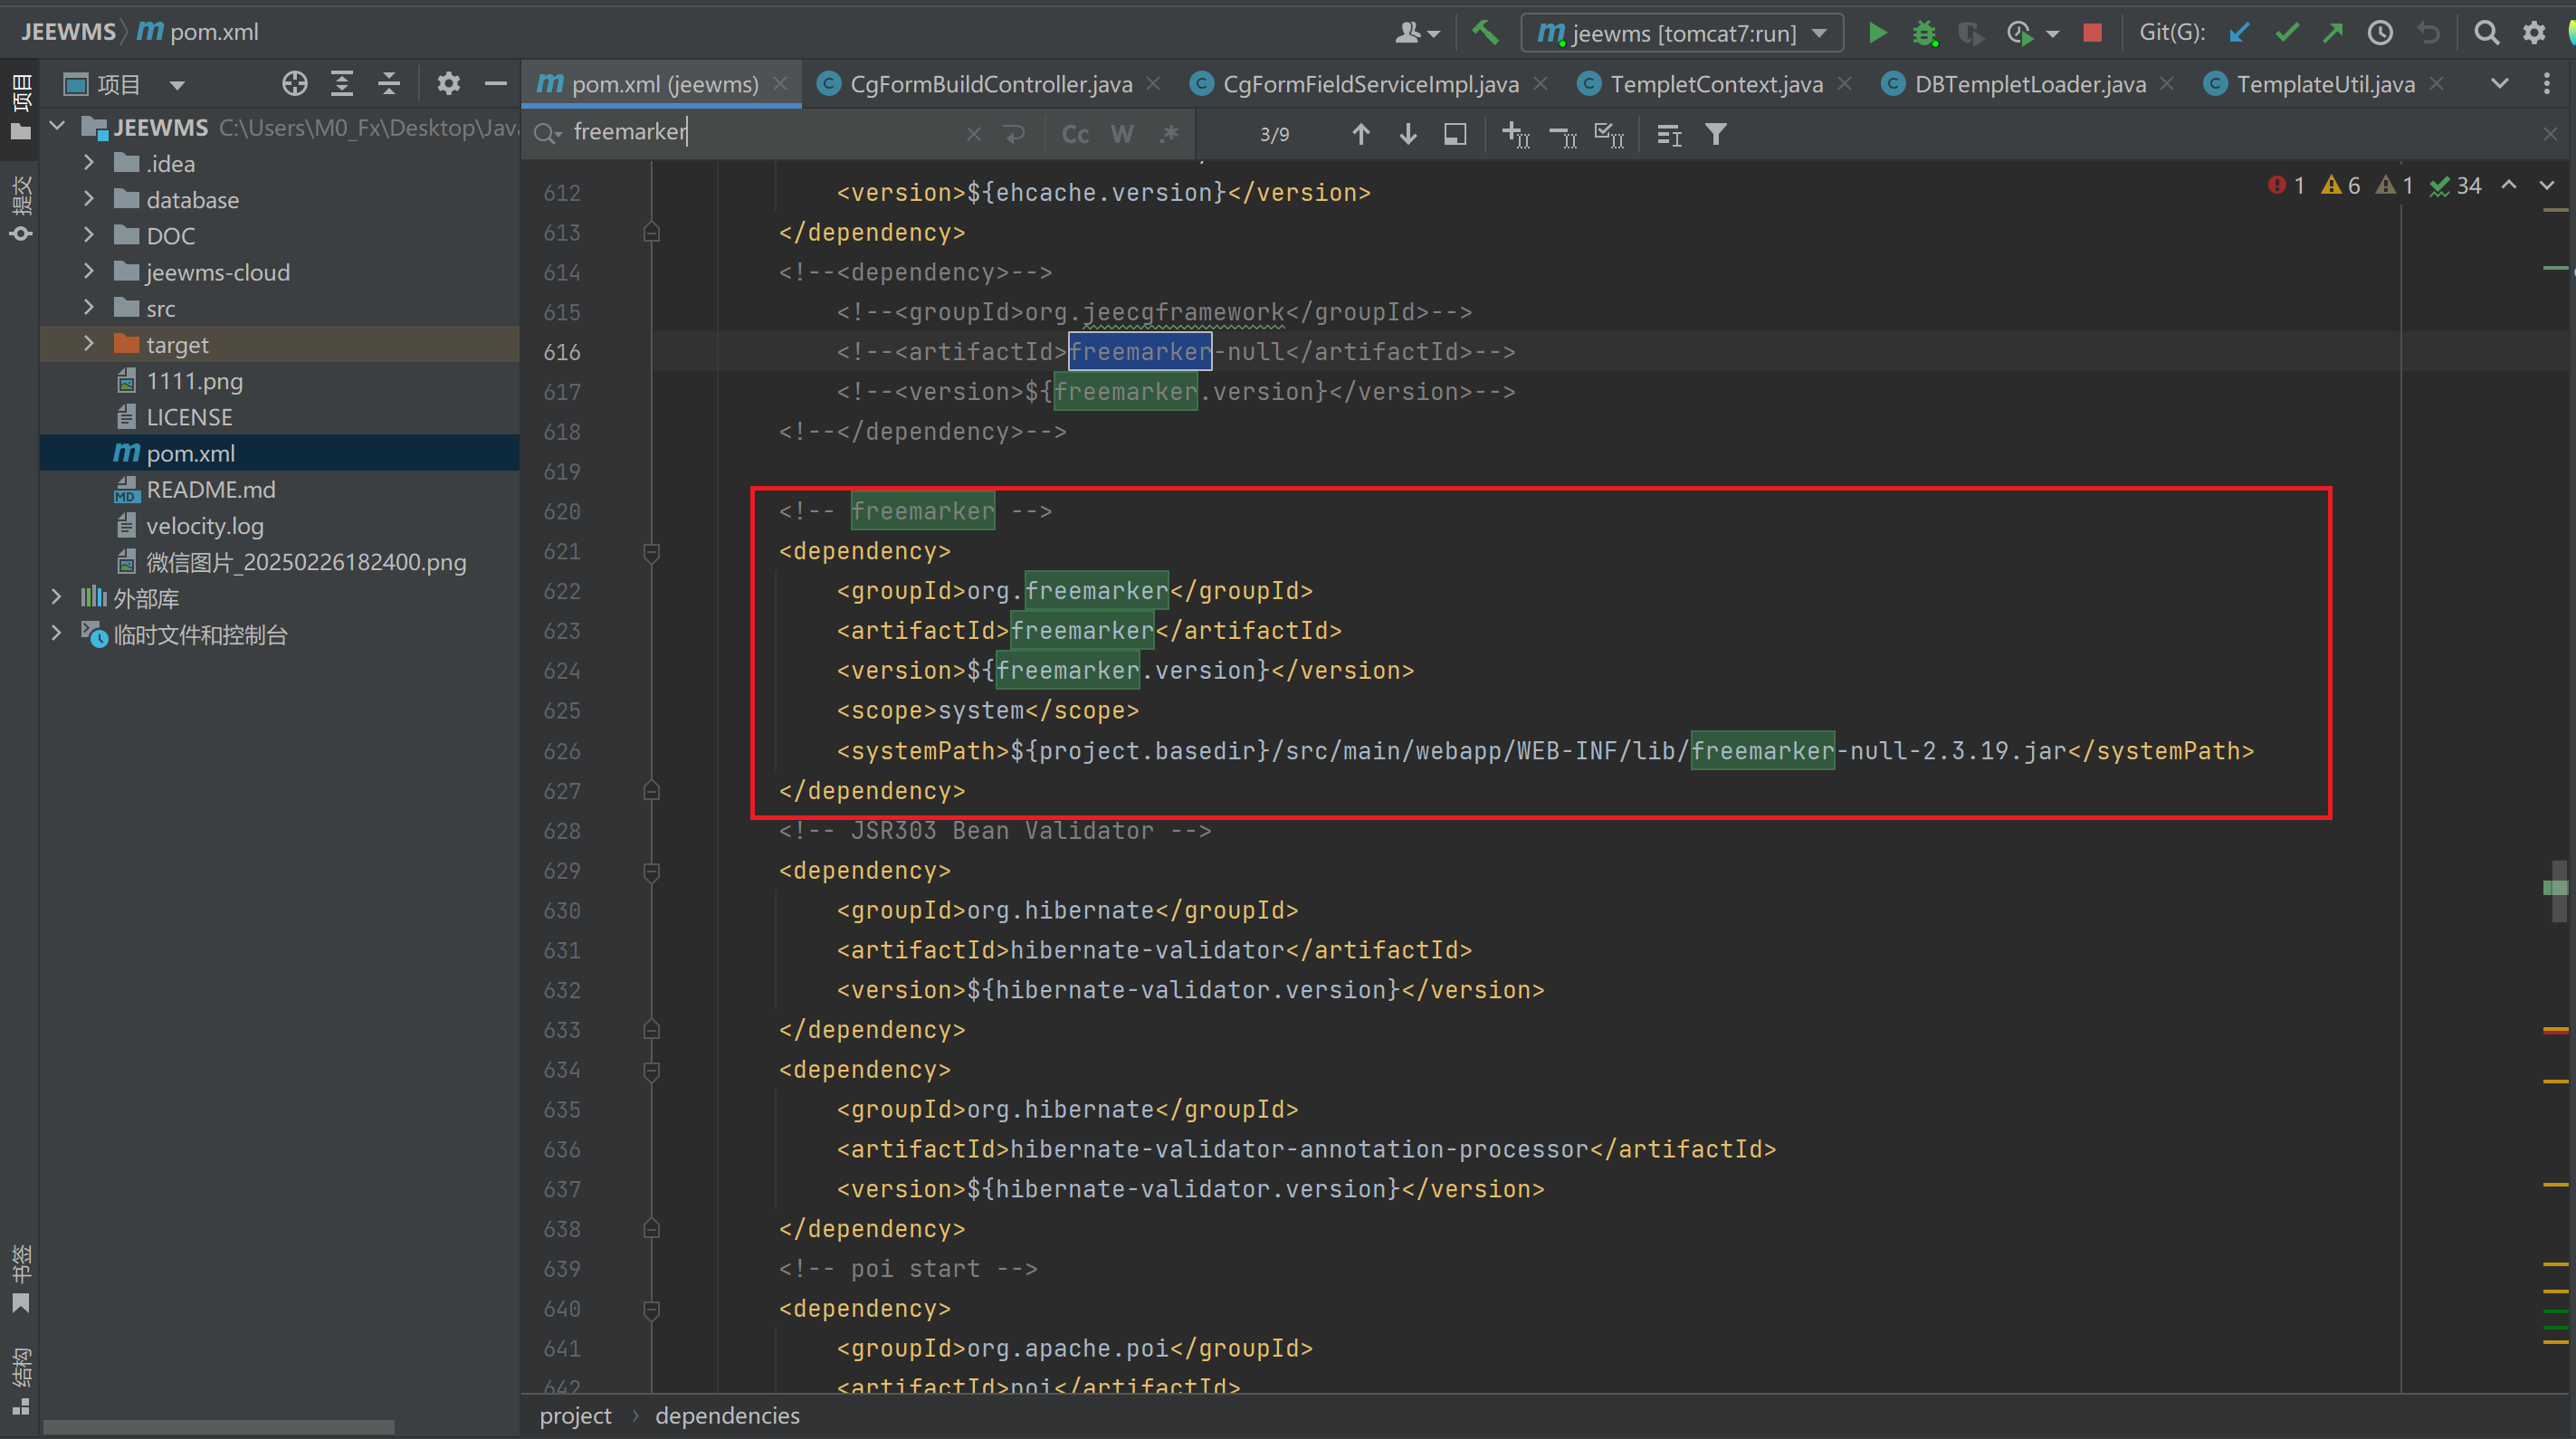 JEEWMS pom.xml
jeewms [tomcat7:run]
Git(G):
项目
pom.xml (jeewms)
CgFormBuildController.java
CgFormFieldServiceImpl.java
TempletContext.java
DBTempletLoader.java
TemplateUtil.java
freemarker
Cc W .*
3/9
1 6 1 34
项目
提交
书签
结构
JEEWMS C:\Users\M0_Fx\Desktop\Java
.idea
database
DOC
jeewms-cloud
src
target
1111.png
LICENSE
pom.xml
README.md
velocity.log
微信图片_20250226182400.png
外部库
临时文件和控制台
612 <version>${ehcache.version}</version>
613 </dependency>
614 <!--<dependency>-->
615 <!--<groupId>org.jeecgframework</groupId>-->
616 <!--<artifactId>freemarker-null</artifactId>-->
617 <!--<version>${freemarker.version}</version>-->
618 <!--</dependency>-->
619
620 <!-- freemarker -->
621 <dependency>
622 <groupId>org.freemarker</groupId>
623 <artifactId>freemarker</artifactId>
624 <version>${freemarker.version}</version>
625 <scope>system</scope>
626 <systemPath>${project.basedir}/src/main/webapp/WEB-INF/lib/freemarker-null-2.3.19.jar</systemPath>
627 </dependency>
628 <!-- JSR303 Bean Validator -->
629 <dependency>
630 <groupId>org.hibernate</groupId>
631 <artifactId>hibernate-validator</artifactId>
632 <version>${hibernate-validator.version}</version>
633 </dependency>
634 <dependency>
635 <groupId>org.hibernate</groupId>
636 <artifactId>hibernate-validator-annotation-processor</artifactId>
637 <version>${hibernate-validator.version}</version>
638 </dependency>
639 <!-- poi start -->
640 <dependency>
641 <groupId>org.apache.poi</groupId>
642 <artifactId>poi</artifactId>
project › dependencies